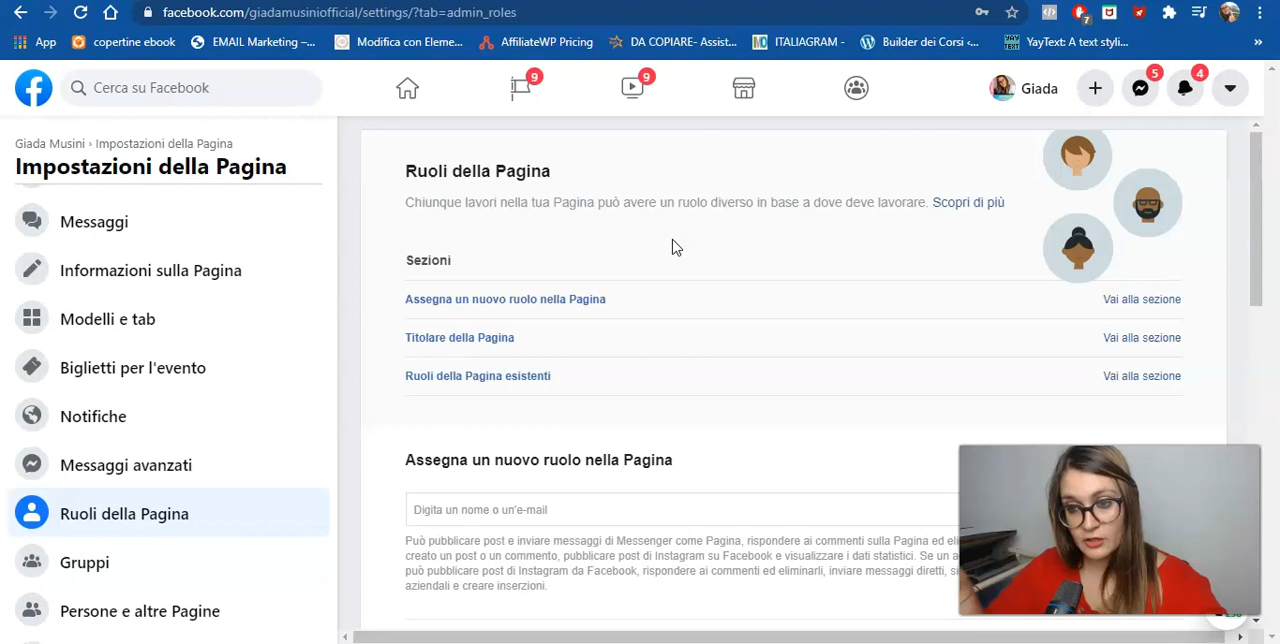 facebook.com/giadamusiniofficial/settings/?tab=admin_roles
7
App
copertine ebook
EMAIL Marketing –...
Modifica con Eleme...
AffiliateWP Pricing
DA COPIARE- Assist...
ITALIAGRAM -
Builder dei Corsi ‹...
YAY TEXT
YayText: A text styli...
»
Cerca su Facebook
9
9
Giada
5
4
Giada Musini › Impostazioni della Pagina
Impostazioni della Pagina
Messaggi
Informazioni sulla Pagina
Modelli e tab
Biglietti per l'evento
Notifiche
Messaggi avanzati
Ruoli della Pagina
Gruppi
Persone e altre Pagine
Ruoli della Pagina
Chiunque lavori nella tua Pagina può avere un ruolo diverso in base a dove deve lavorare. Scopri di più
Sezioni
Assegna un nuovo ruolo nella Pagina Vai alla sezione
Titolare della Pagina Vai alla sezione
Ruoli della Pagina esistenti Vai alla sezione
Assegna un nuovo ruolo nella Pagina
Digita un nome o un'e-mail
Può pubblicare post e inviare messaggi di Messenger come Pagina, rispondere ai commenti sulla Pagina ed
creato un post o un commento, pubblicare post di Instagram su Facebook e visualizzare i dati statistici. Se un
può pubblicare post di Instagram da Facebook, rispondere ai commenti ed eliminarli, inviare messaggi diretti,
aziendali e creare inserzioni.